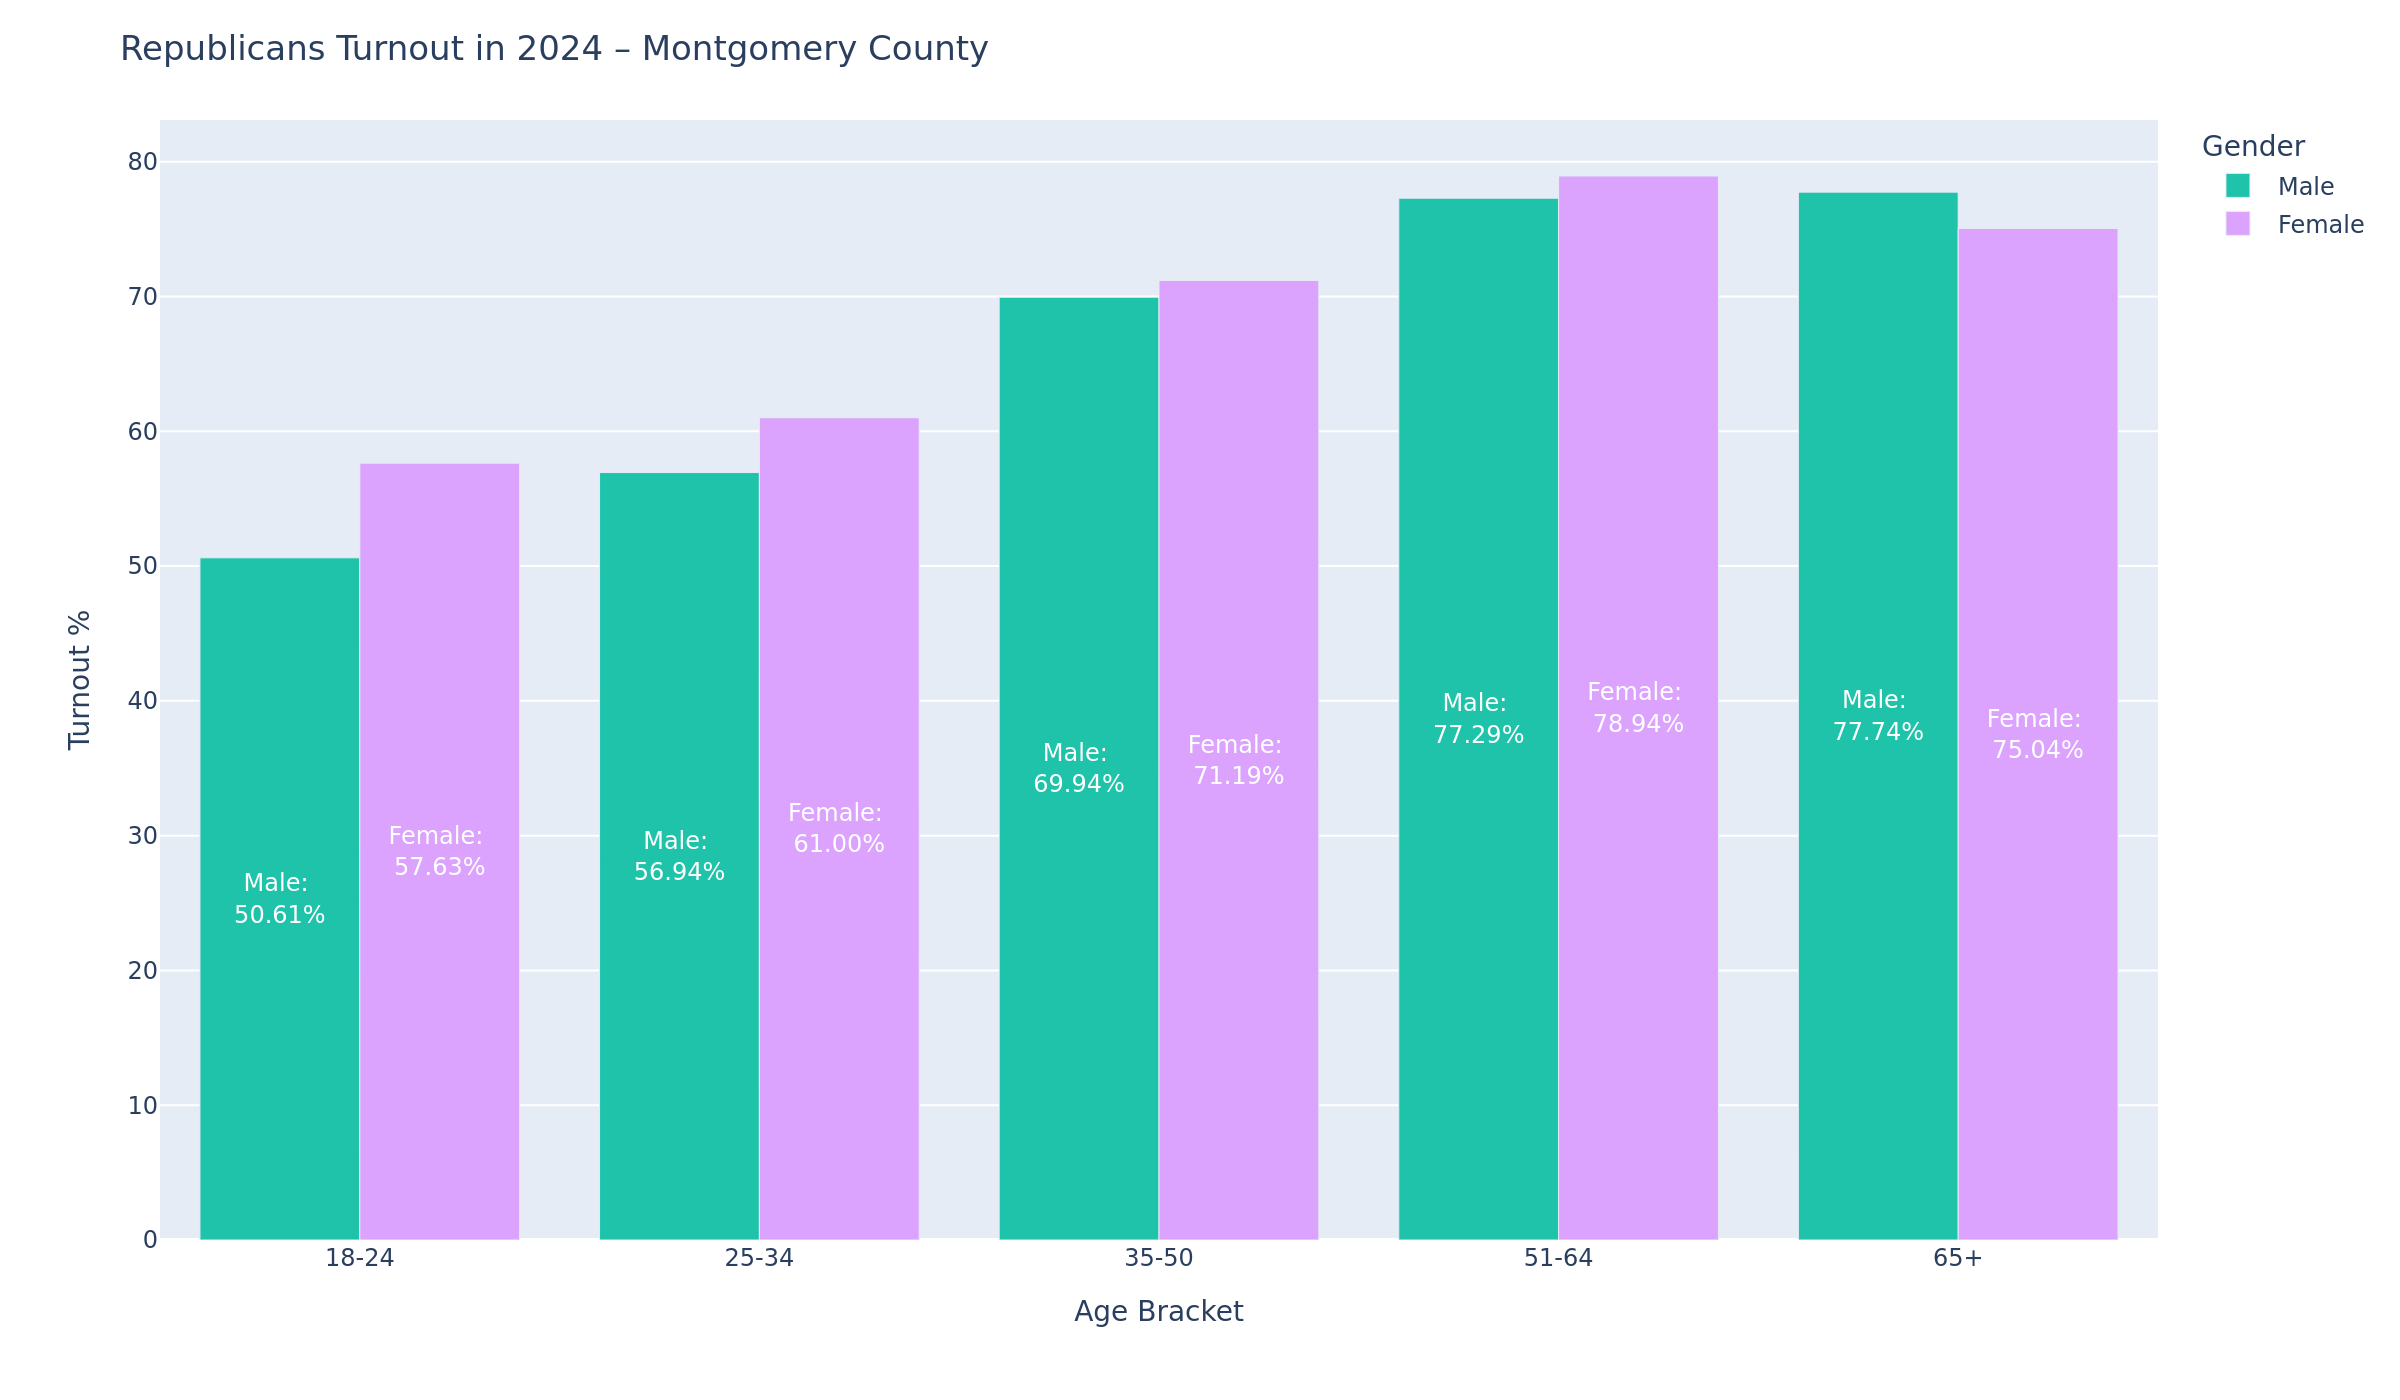 Republicans Turnout in 2024 – Montgomery County
Gender
Male
Female
Turnout %
80
70
60
50
40
30
20
10
0
Male:
50.61%
Female:
57.63%
Male:
56.94%
Female:
61.00%
Male:
69.94%
Female:
71.19%
Male:
77.29%
Female:
78.94%
Male:
77.74%
Female:
75.04%
18-24
25-34
35-50
51-64
65+
Age Bracket